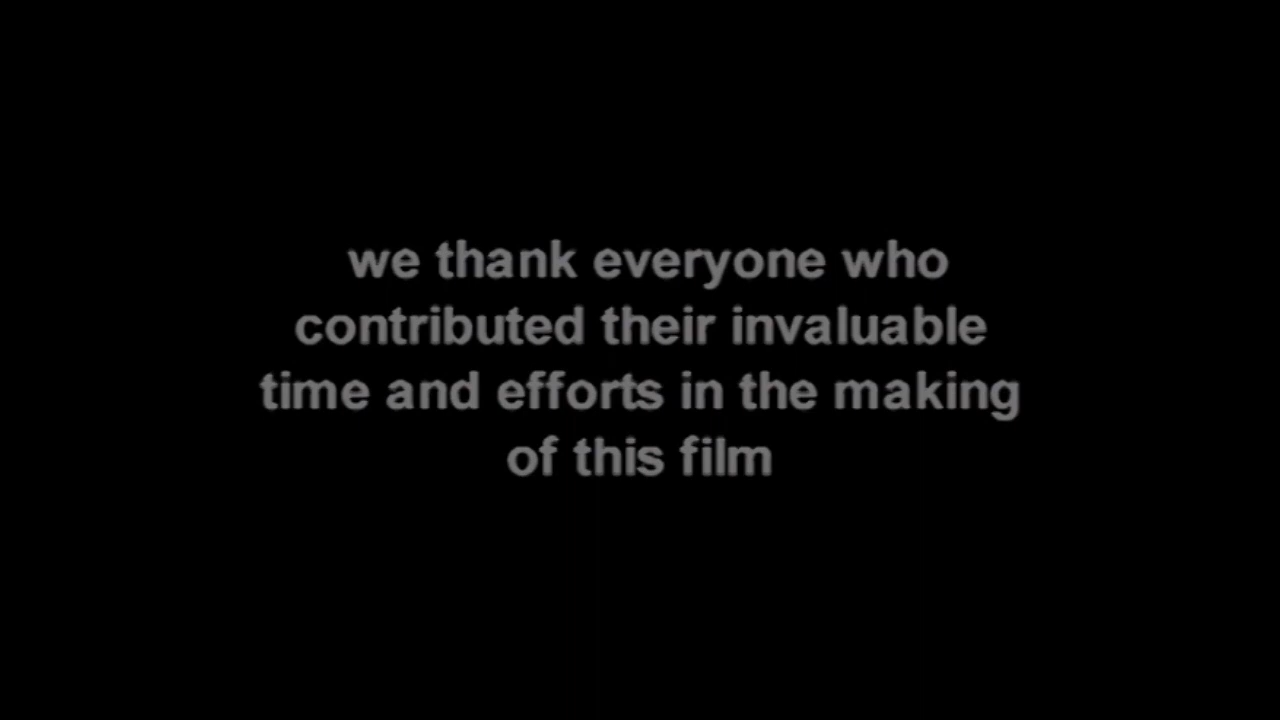 we thank everyone who
contributed their invaluable
time and efforts in the making
of this film